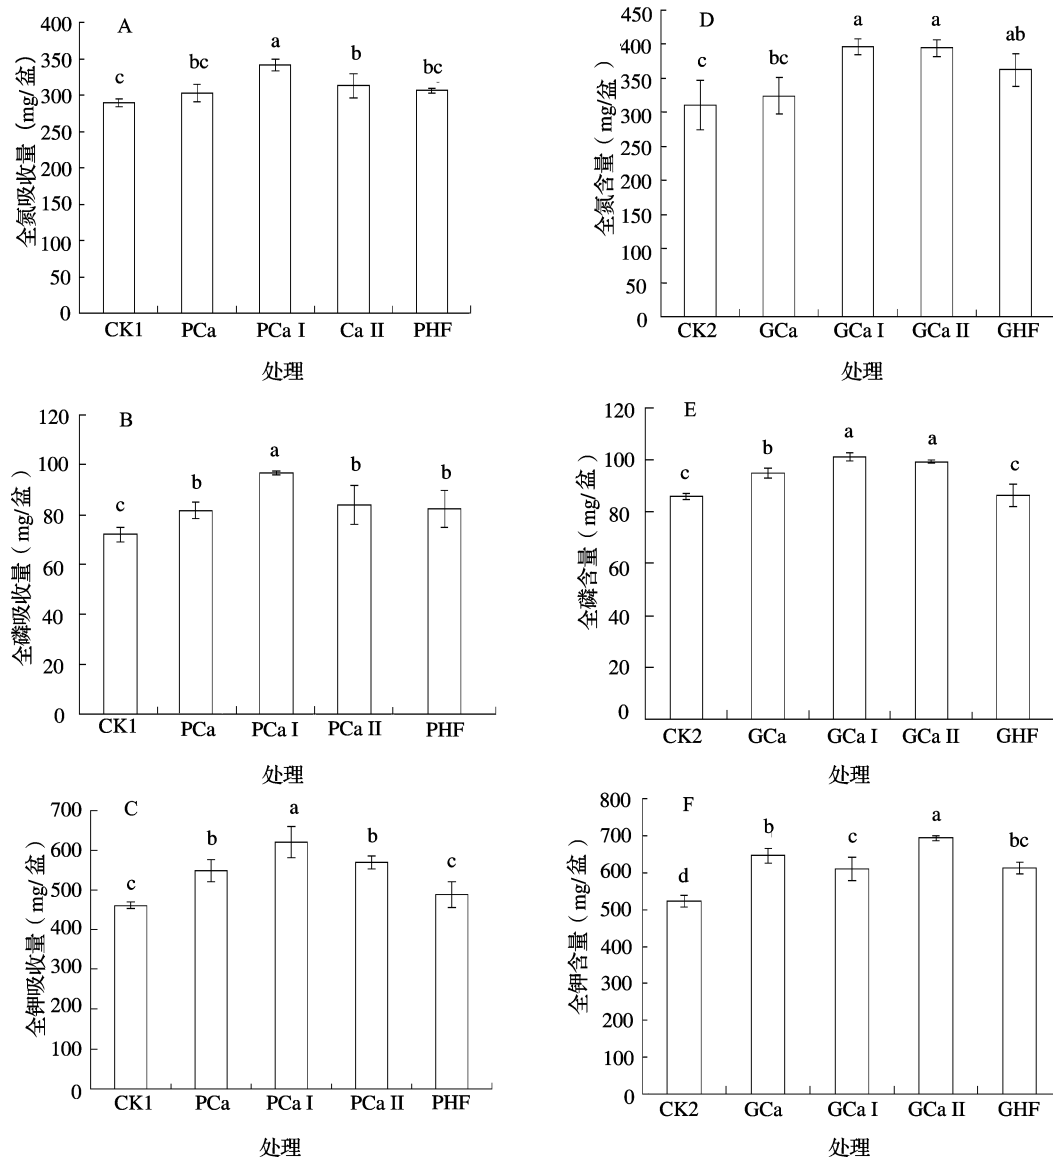 A
全氮吸收量 (mg/盆)
400
350
300
250
200
150
100
50
0
c
bc
a
b
bc
CK1 PCa PCa I Ca II PHF
处理
D
全氮含量 (mg/盆)
450
400
350
300
250
200
150
100
50
0
c
bc
a
a
ab
CK2 GCa GCa I GCa II GHF
处理
B
全磷吸收量 (mg/盆)
120
100
80
60
40
20
0
c
b
a
b
b
CK1 PCa PCa I PCa II PHF
处理
E
全磷含量 (mg/盆)
120
100
80
60
40
20
0
c
b
a
a
c
CK2 GCa GCa I GCa II GHF
处理
C
全钾吸收量 (mg/盆)
700
600
500
400
300
200
100
0
c
b
a
b
c
CK1 PCa PCa I PCa II PHF
处理
F
全钾含量 (mg/盆)
800
700
600
500
400
300
200
100
0
d
b
c
a
bc
CK2 GCa GCa I GCa II GHF
处理